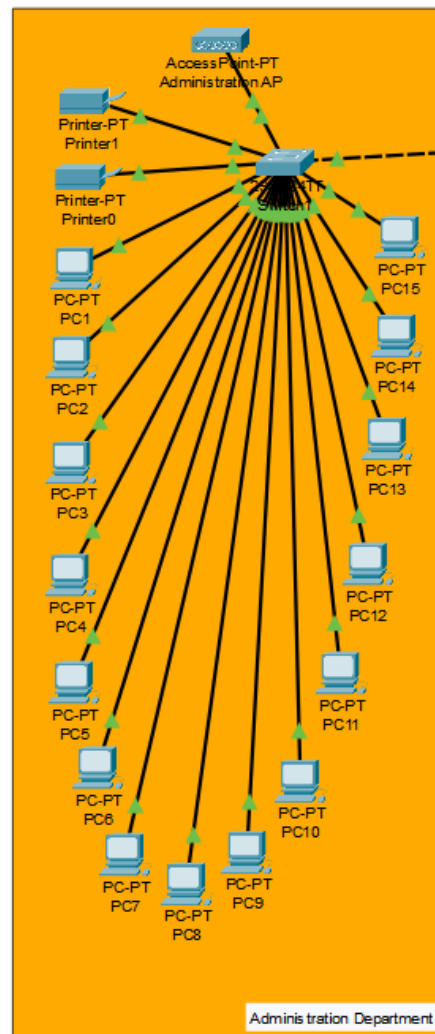 AccessPoint-PT
Administration AP
Printer-PT
Printer1
Printer-PT
Printer0
PC-PT
PC1
PC-PT
PC2
PC-PT
PC3
PC-PT
PC4
PC-PT
PC5
PC-PT
PC6
PC-PT
PC7
PC-PT
PC8
PC-PT
PC9
PC-PT
PC10
PC-PT
PC11
PC-PT
PC12
PC-PT
PC13
PC-PT
PC14
PC-PT
PC15
Administration Department